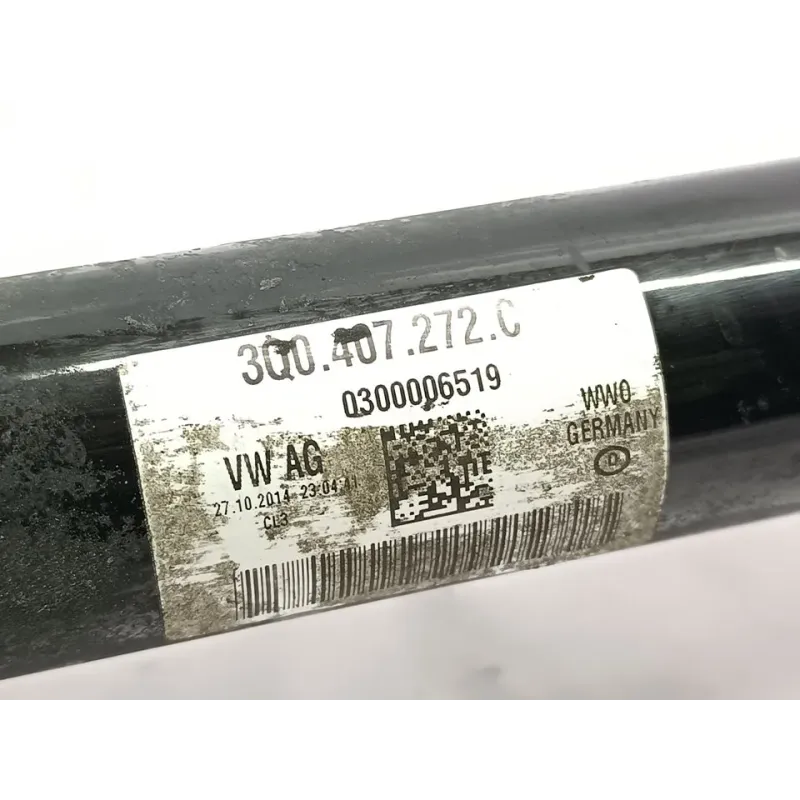 3Q0.407.272.C
0300006519
VW AG
27.10.2014 23:04:41
CL3
WWO
GERMANY
D